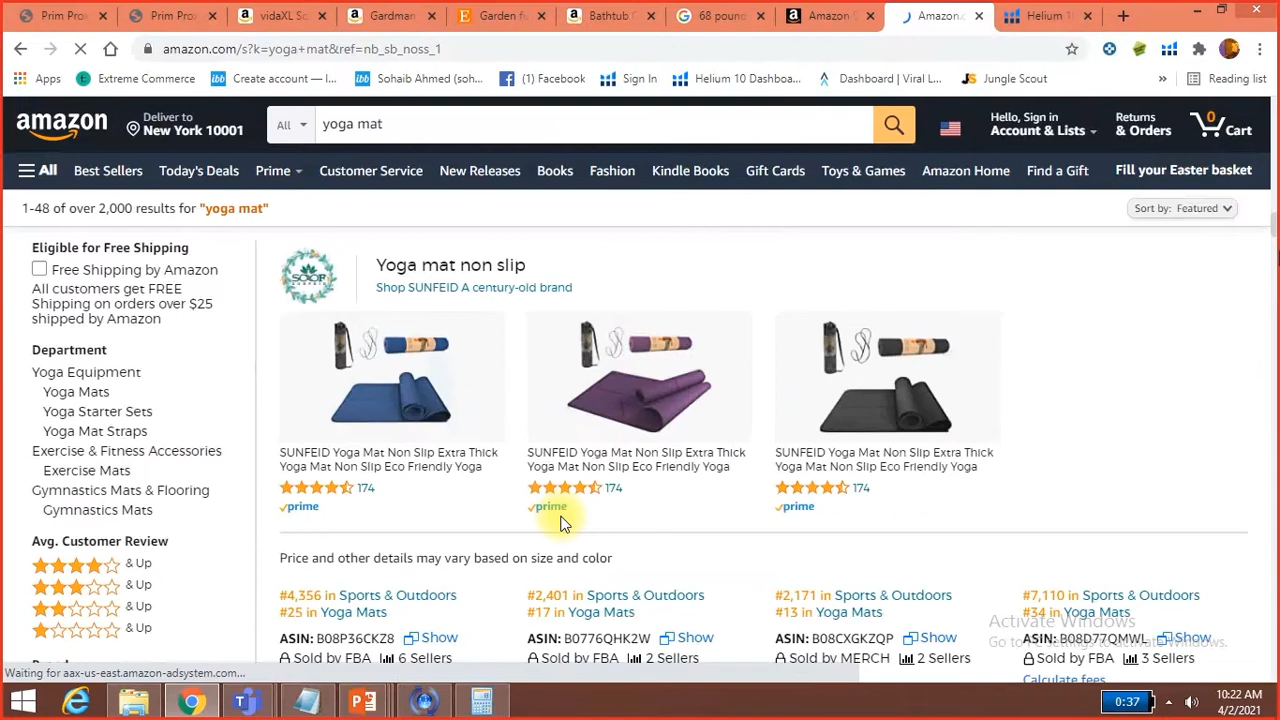 Prim Prox
Prim Prox
vidaXL Sc
Gardman
Garden fu
Bathtub C
68 pound
Amazon S
Amazon.c
Helium 1
amazon.com/s?k=yoga+mat&ref=nb_sb_noss_1
Apps
Extreme Commerce
Create account — I...
Sohaib Ahmed (soh...
(1) Facebook
Sign In
Helium 10 Dashboa...
Dashboard | Viral L...
Jungle Scout
»
Reading list
amazon
Deliver to
New York 10001
All
yoga mat
Hello, Sign in
Account & Lists
Returns
& Orders
0
Cart
All
Best Sellers
Today's Deals
Prime
Customer Service
New Releases
Books
Fashion
Kindle Books
Gift Cards
Toys & Games
Amazon Home
Find a Gift
Fill your Easter basket
1-48 of over 2,000 results for "yoga mat"
Sort by: Featured
Eligible for Free Shipping
Free Shipping by Amazon
All customers get FREE
Shipping on orders over $25
shipped by Amazon
Department
Yoga Equipment
Yoga Mats
Yoga Starter Sets
Yoga Mat Straps
Exercise & Fitness Accessories
Exercise Mats
Gymnastics Mats & Flooring
Gymnastics Mats
Avg. Customer Review
& Up
& Up
& Up
& Up
Yoga mat non slip
Shop SUNFEID A century-old brand
SUNFEID Yoga Mat Non Slip Extra Thick
Yoga Mat Non Slip Eco Friendly Yoga
174
prime
SUNFEID Yoga Mat Non Slip Extra Thick
Yoga Mat Non Slip Eco Friendly Yoga
174
prime
SUNFEID Yoga Mat Non Slip Extra Thick
Yoga Mat Non Slip Eco Friendly Yoga
174
prime
Price and other details may vary based on size and color
#4,356 in Sports & Outdoors
#25 in Yoga Mats
ASIN: B08P36CKZ8 Show
Sold by FBA 6 Sellers
#2,401 in Sports & Outdoors
#17 in Yoga Mats
ASIN: B0776QHK2W Show
Sold by FBA 2 Sellers
#2,171 in Sports & Outdoors
#13 in Yoga Mats
ASIN: B08CXGKZQP Show
Sold by MERCH 2 Sellers
#7,110 in Sports & Outdoors
#34 in Yoga Mats
ASIN: B08D77QMWL Show
Sold by FBA 3 Sellers
Calculate fees
Activate Windows
Go to PC settings to activate Windows.
Waiting for aax-us-east.amazon-adsystem.com...
0:37
10:22 AM
4/2/2021